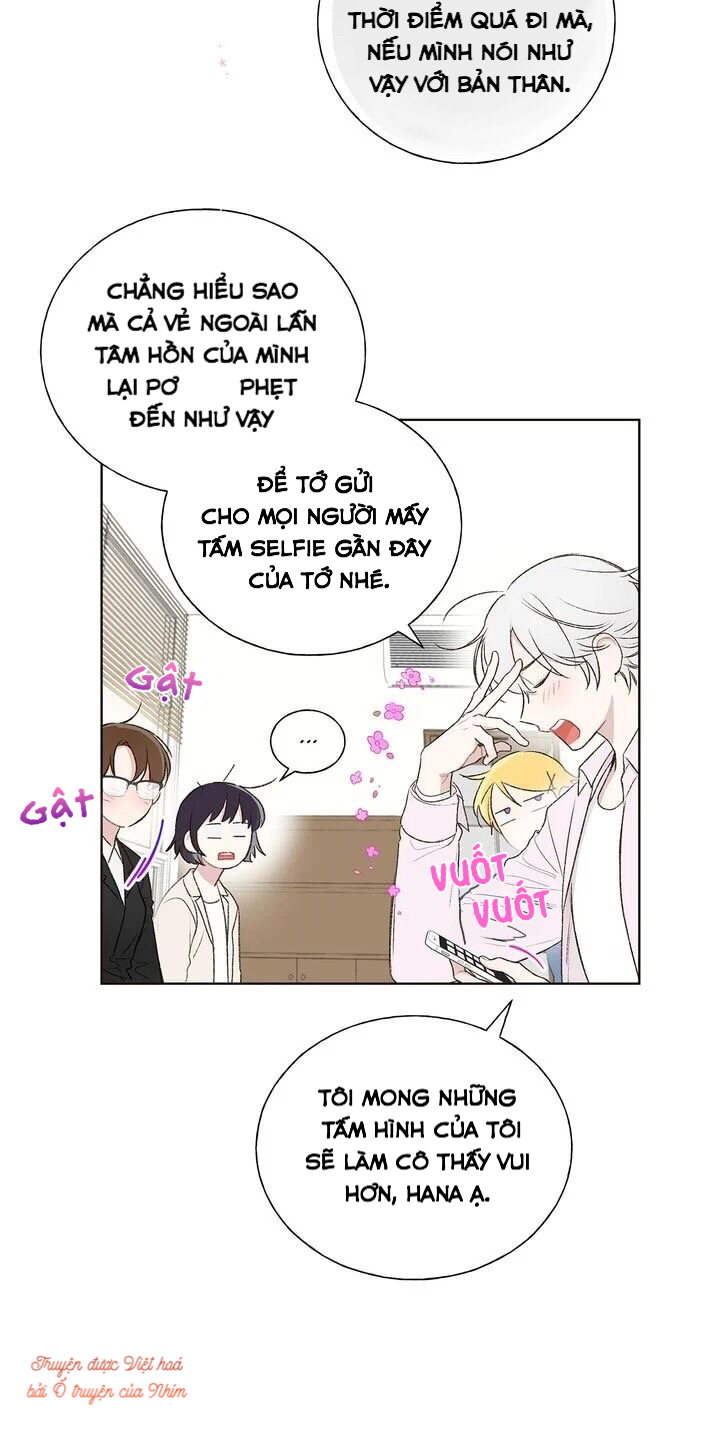 THỜI ĐIỂM QUÁ ĐI MÀ,
NẾU MÌNH NÓI NHƯ
VẬY VỚI BẢN THÂN.
CHẲNG HIỂU SAO
MÀ CẢ VẺ NGOÀI LẪN
TÂM HỒN CỦA MÌNH
LẠI PƠ PHẸT
ĐẾN NHƯ VẬY
ĐỂ TỚ GỬI
CHO MỌI NGƯỜI MẤY
TẤM SELFIE GẦN ĐÂY
CỦA TỚ NHÉ.
GẬT
...
GẬT
VUỐT
VUỐT
TÔI MONG NHỮNG
TẤM HÌNH CỦA TÔI
SẼ LÀM CÔ THẤY VUI
HƠN, HANA Ạ.
Truyện được Việt hoá
bởi Ổ truyện của Nhím